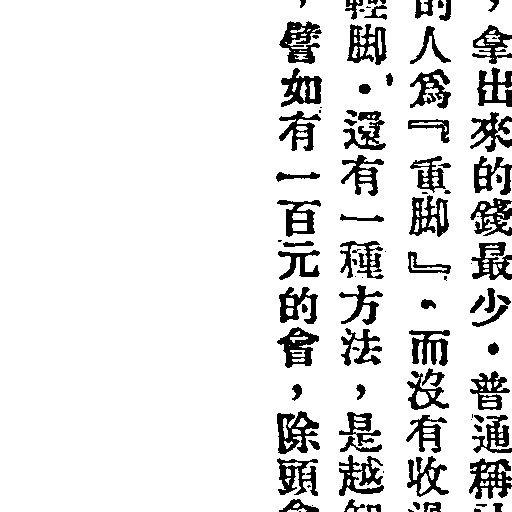 ，拿出來的錢最少．普通稱
的人爲『重脚』．而沒有收過
輕脚．還有一種方法，是越
，譬如有一百元的會，除頭會